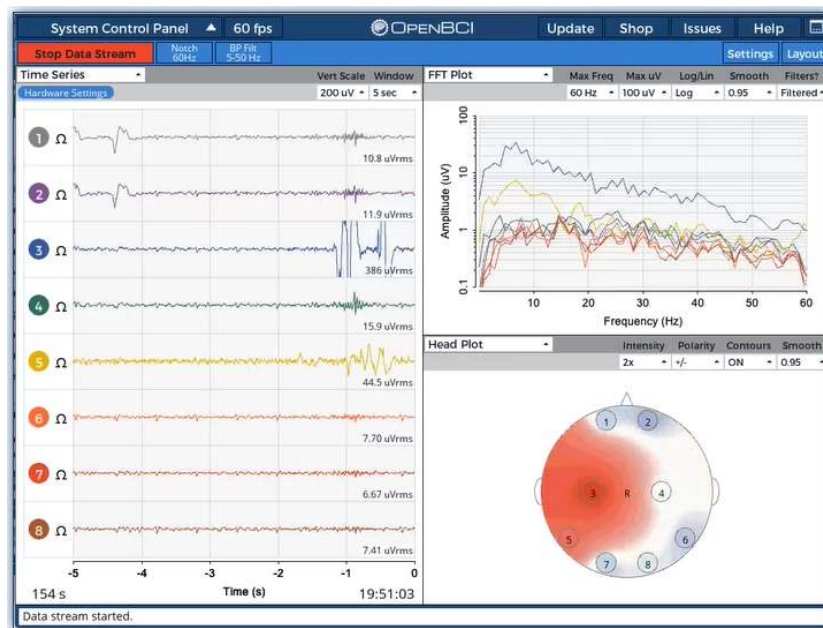 System Control Panel 60 fps OPENBCI Update Shop Issues Help
Stop Data Stream Notch 60Hz BP Filt 5-50 Hz Settings Layout
Time Series Vert Scale Window
Hardware Settings 200 uV 5 sec
1 Ω 10.8 uVrms
2 Ω 11.9 uVrms
3 Ω 386 uVrms
4 Ω 15.9 uVrms
5 Ω 44.5 uVrms
6 Ω 7.70 uVrms
7 Ω 6.67 uVrms
8 Ω 7.41 uVrms
-5 -4 -3 -2 -1 0
154 s Time (s) 19:51:03
FFT Plot Max Freq Max uV Log/Lin Smooth Filters?
60 Hz 100 uV Log 0.95 Filtered
Amplitude (uV)
100
10
1
0.1
10 20 30 40 50 60
Frequency (Hz)
Head Plot Intensity Polarity Contours Smooth
2x +/- ON 0.95
1 2
3 R 4
5 6
7 8
Data stream started.